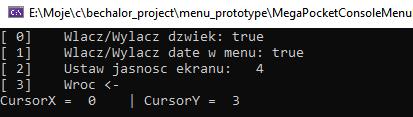 E:\Moje\c\bechalor_project\menu_prototype\MegaPocketConsoleMenu
[ 0]    Wlacz/Wylacz dzwiek: true
[ 1]    Wlacz/Wylacz date w menu: true
[ 2]    Ustaw jasnosc ekranu:   4
[ 3]    Wroc <-
CursorX =  0    | CursorY =  3